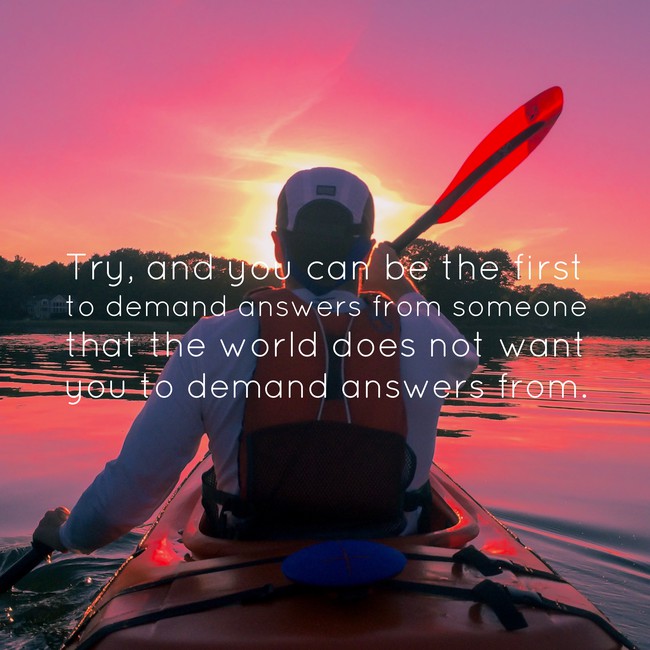 Try, and you can be the first
to demand answers from someone
that the world does not want
you to demand answers from.